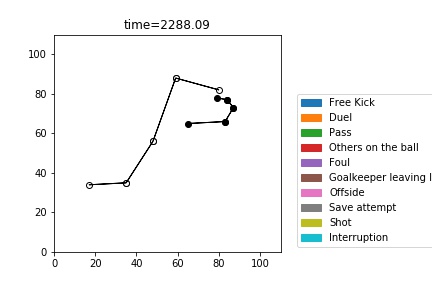 time=2288.09
100
80
60
40
20
0
0 20 40 60 80 100
Free Kick
Duel
Pass
Others on the ball
Foul
Goalkeeper leaving l
Offside
Save attempt
Shot
Interruption